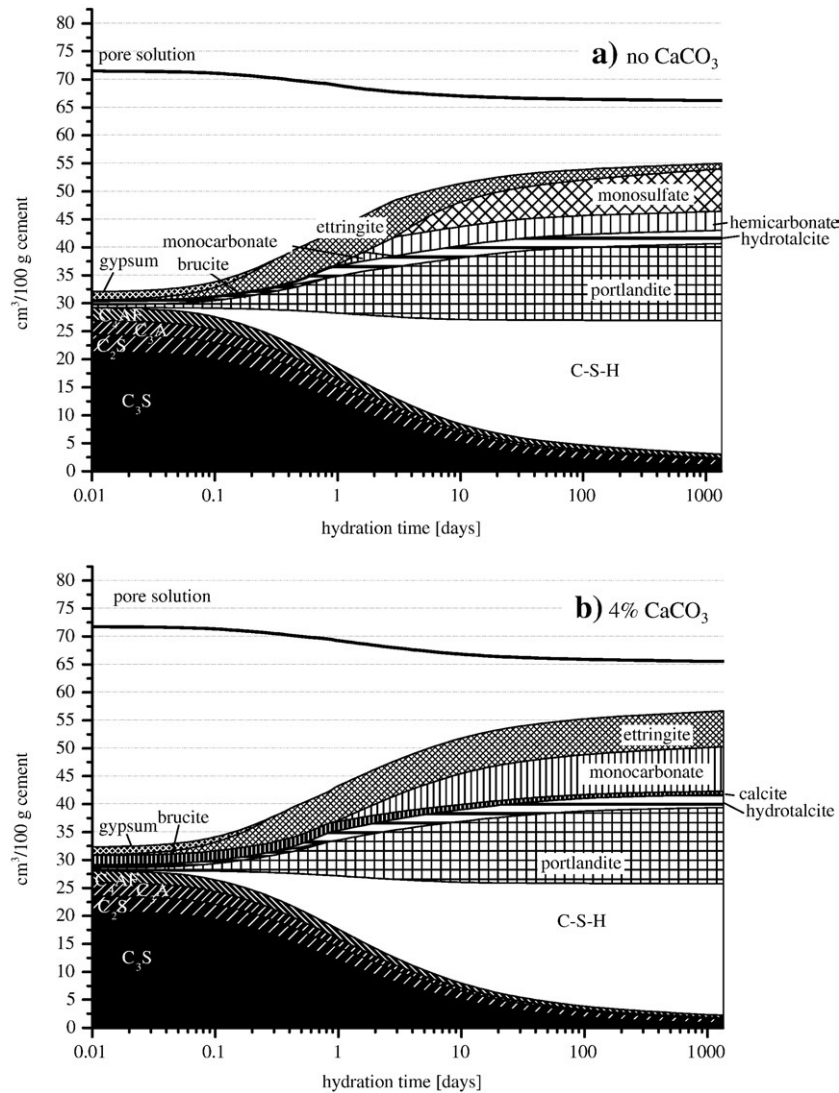 80
75
70
65
60
55
50
45
40
35
30
25
20
15
10
5
0
cm³/100 g cement
pore solution
a) no CaCO₃
ettringite
monosulfate
monocarbonate
hemicarbonate
hydrotalcite
gypsum
brucite
portlandite
C₄AF
C₃A
C₂S
C-S-H
C₃S
0.01 0.1 1 10 100 1000
hydration time [days]
80
75
70
65
60
55
50
45
40
35
30
25
20
15
10
5
0
cm³/100 g cement
pore solution
b) 4% CaCO₃
ettringite
monocarbonate
calcite
hydrotalcite
gypsum
brucite
portlandite
C₄AF
C₃A
C₂S
C-S-H
C₃S
0.01 0.1 1 10 100 1000
hydration time [days]